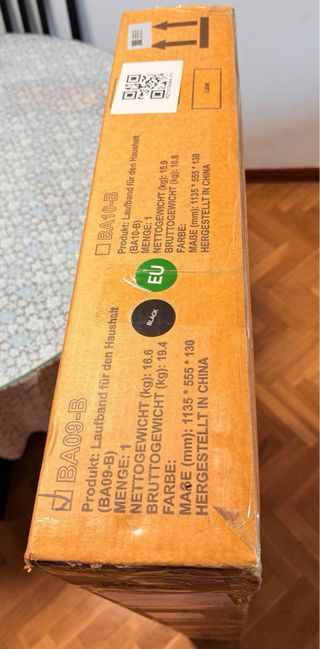 BA09-B
Produkt: Laufband für den Haushalt
(BA09-B)
MENGE: 1
NETTOGEWICHT (kg): 16.6
BRUTTOGEWICHT (kg): 19.4
FARBE:
MAßE (mm): 1135 * 555 * 130
HERGESTELLT IN CHINA
BLACK
EU
BA10-B
Produkt: Laufband für den Haushalt
(BA10-B)
MENGE: 1
NETTOGEWICHT (kg): 15.9
BRUTTOGEWICHT (kg): 18.8
FARBE:
MAßE (mm): 1135 * 555 * 130
HERGESTELLT IN CHINA
Label